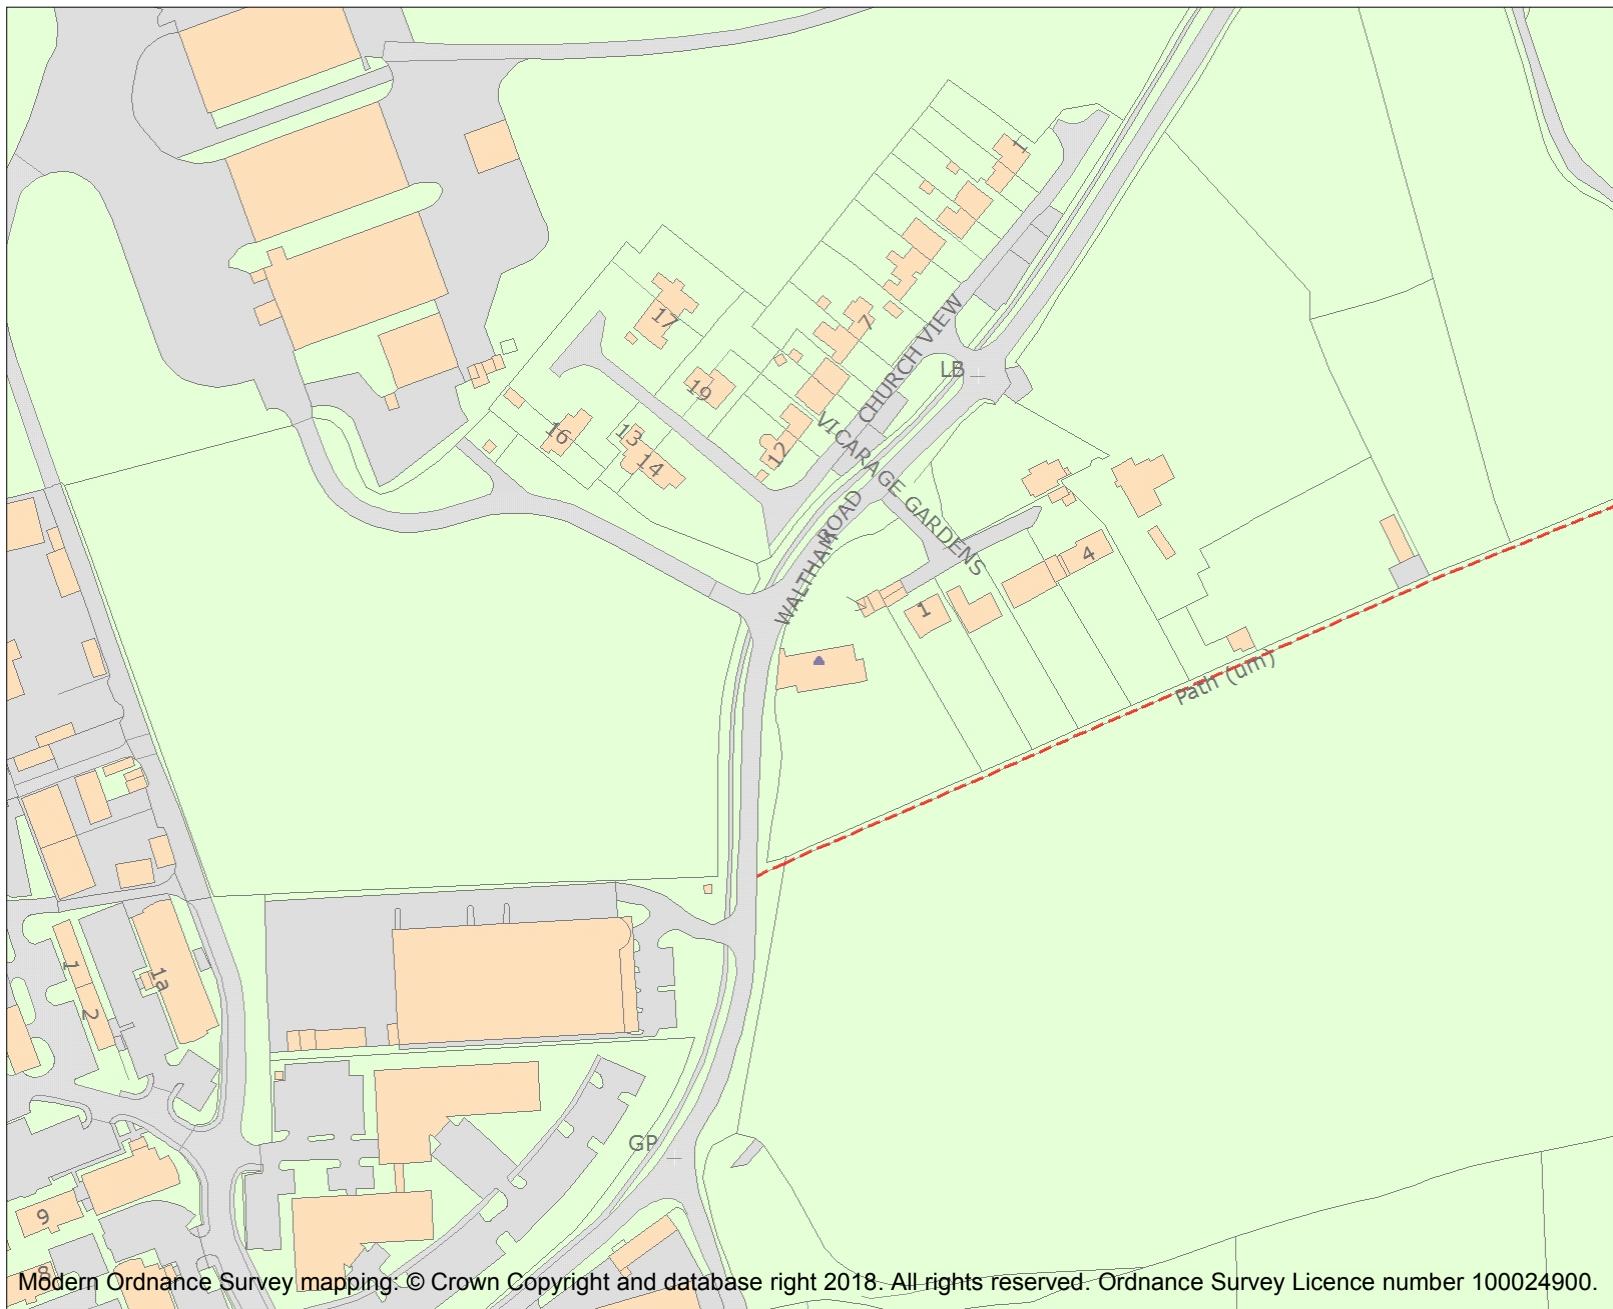 1
17
7
CHURCH VIEW
LB
19
16
13
14
12
VICARAGE GARDENS
WALTHAM ROAD
4
1
Path (um)
1
1a
2
GP
9
8
Modern Ordnance Survey mapping: © Crown Copyright and database right 2018. All rights reserved. Ordnance Survey Licence number 100024900.